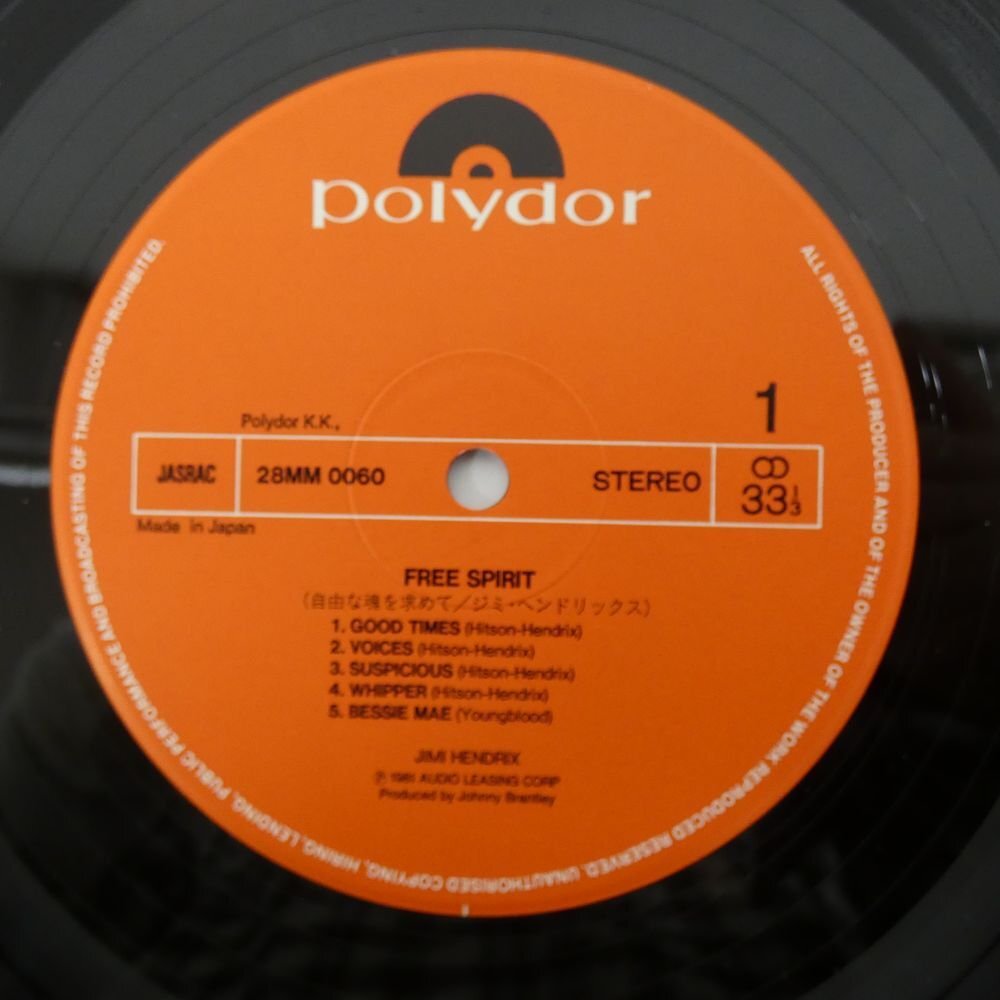 polydor
ALL RIGHTS OF THE PRODUCER AND OF THE OWNER OF THE WORK REPRODUCED RESERVED. UNAUTHORISED COPYING, HIRING, LENDING, PUBLIC PERFORMANCE AND BROADCASTING OF THIS RECORD PROHIBITED.
1
Polydor K.K.,
JASRAC
28MM 0060
STEREO
33 1/3
Made in Japan
FREE SPIRIT
(自由な魂を求めて/ジミ・ヘンドリックス)
1. GOOD TIMES (Hitson-Hendrix)
2. VOICES (Hitson-Hendrix)
3. SUSPICIOUS (Hitson-Hendrix)
4. WHIPPER (Hitson-Hendrix)
5. BESSIE MAE (Youngblood)
JIMI HENDRIX
℗ 1981 AUDIO LEASING CORP
Produced by Johnny Brantley